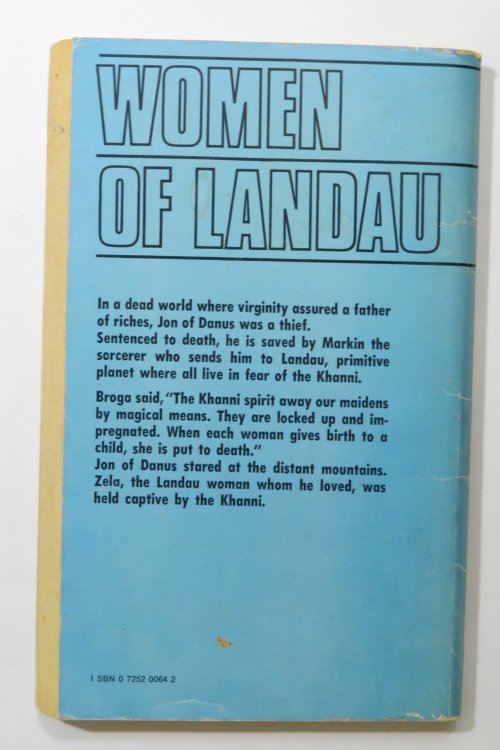 WOMEN
OF LANDAU
In a dead world where virginity assured a father
of riches, Jon of Danus was a thief.
Sentenced to death, he is saved by Markin the
sorcerer who sends him to Landau, primitive
planet where all live in fear of the Khanni.
Broga said, "The Khanni spirit away our maidens
by magical means. They are locked up and im-
pregnated. When each woman gives birth to a
child, she is put to death."
Jon of Danus stared at the distant mountains.
Zela, the Landau woman whom he loved, was
held captive by the Khanni.
I SBN 0 7252 0064 2